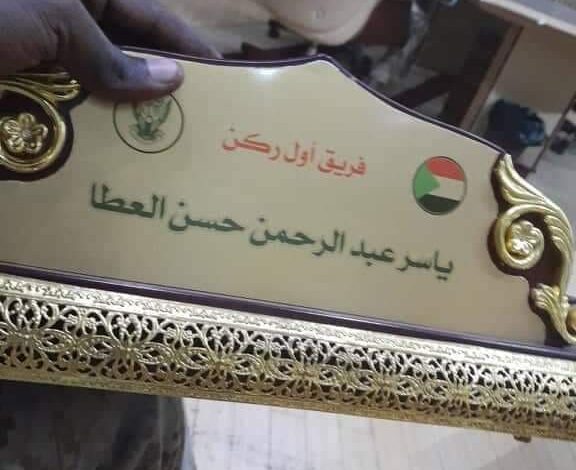 فريق أول ركن
ياسر عبد الرحمن حسن العطا